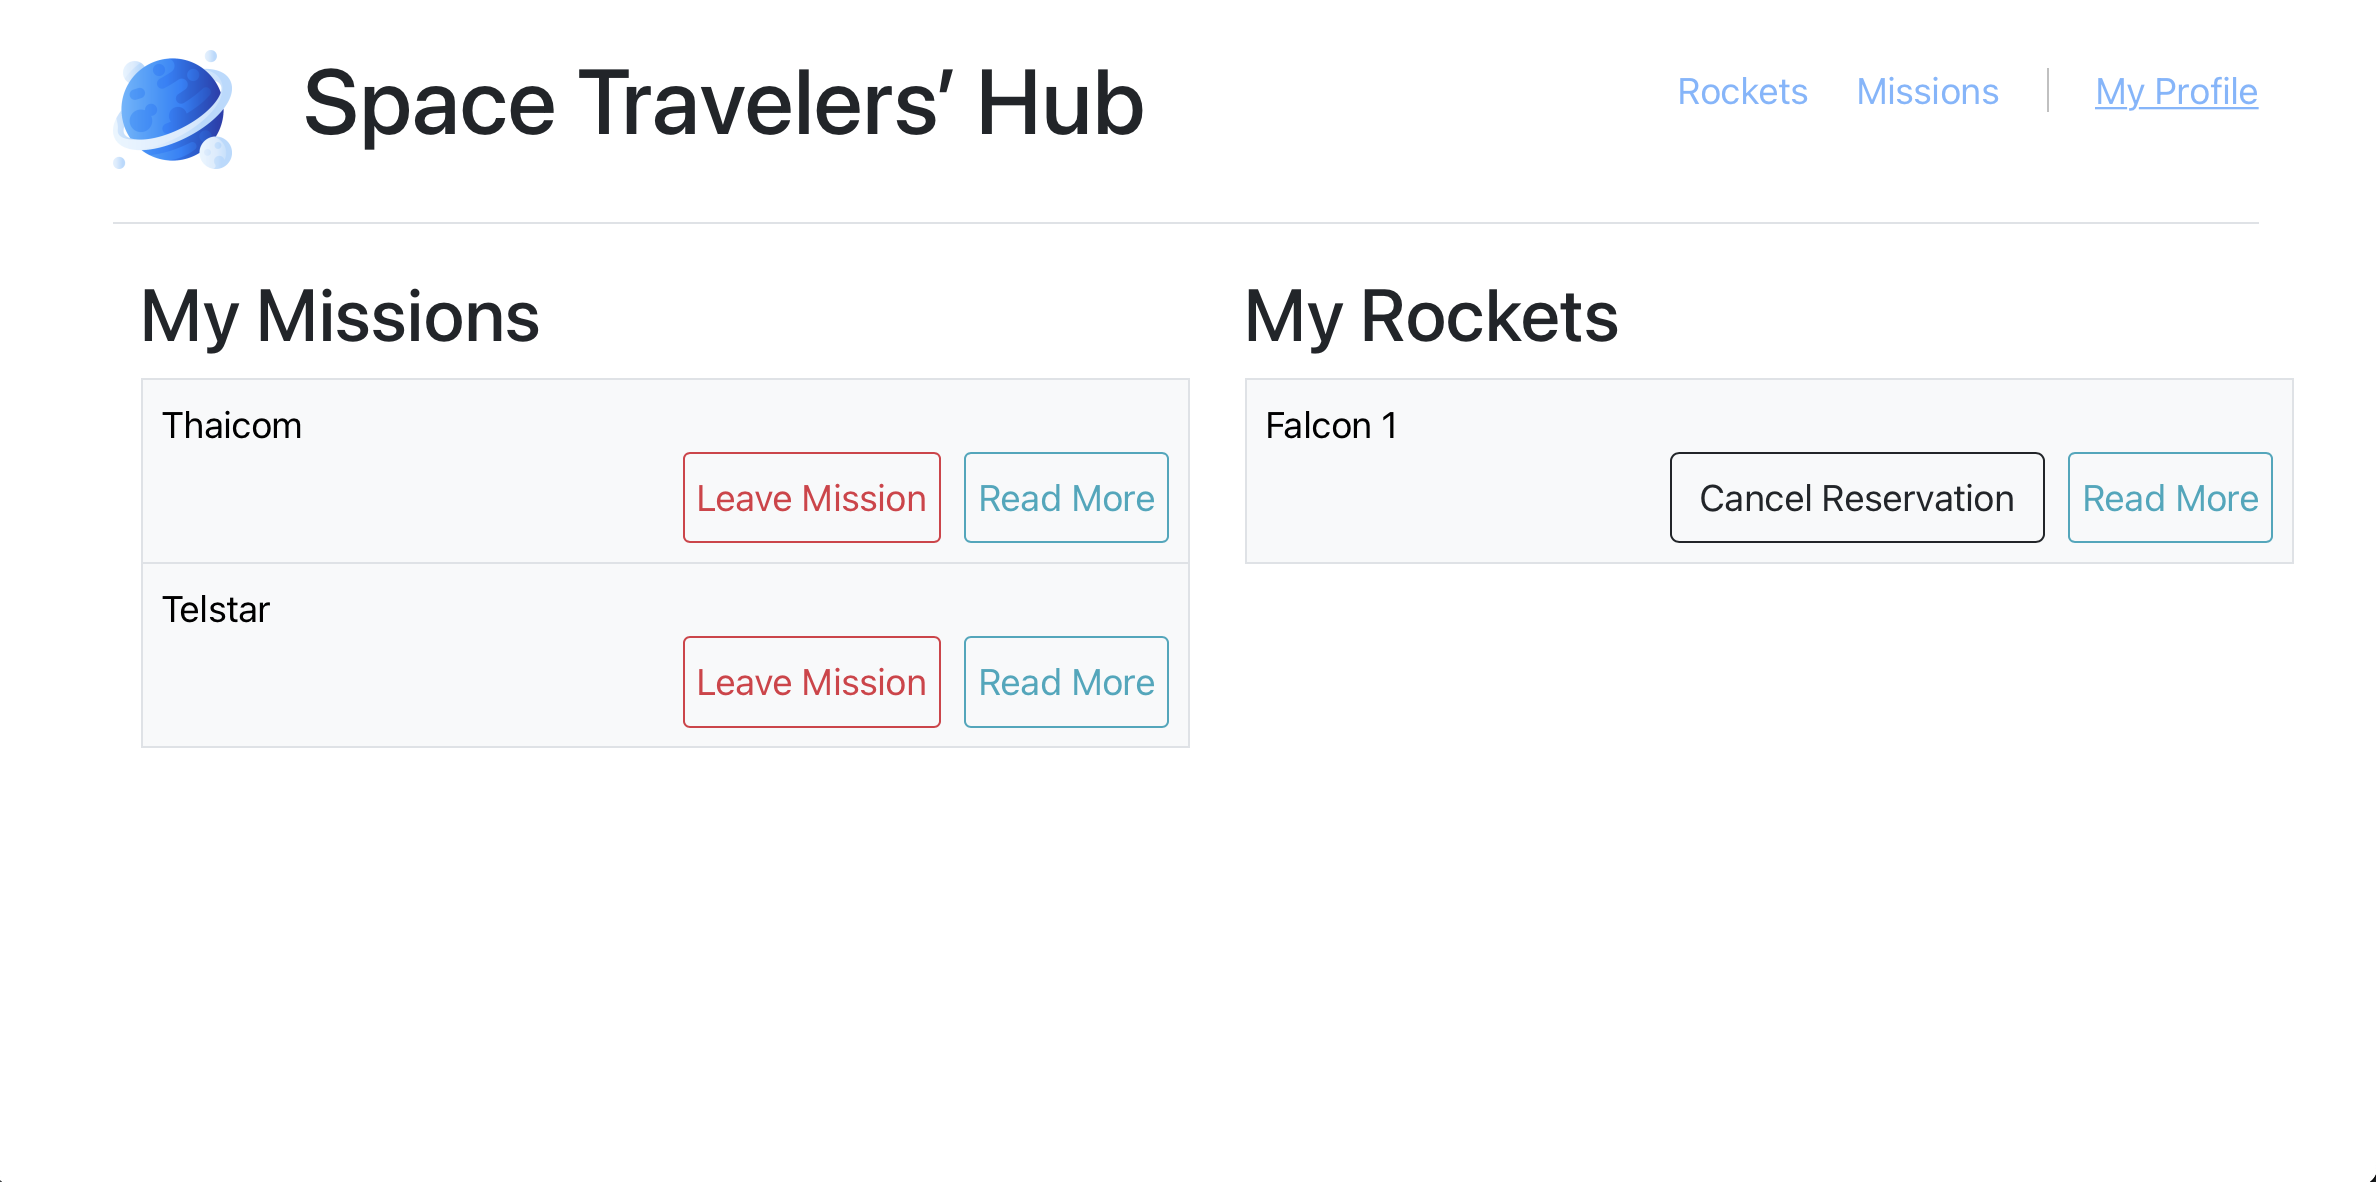 Space Travelers’ Hub
Rockets
Missions
My Profile
My Missions
Thaicom
Leave Mission
Read More
Telstar
Leave Mission
Read More
My Rockets
Falcon 1
Cancel Reservation
Read More